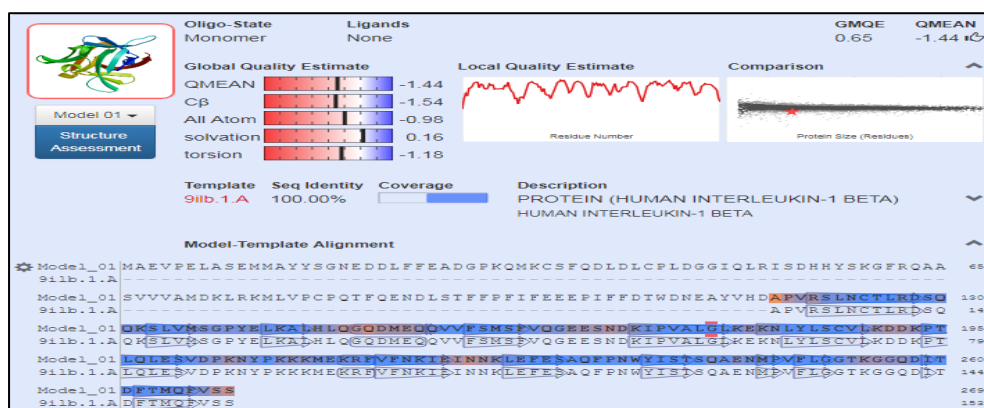 Oligo-State Ligands GMQE QMEAN
Monomer None 0.65 -1.44
Global Quality Estimate Local Quality Estimate Comparison
QMEAN -1.44
Cβ -1.54
All Atom -0.98
solvation 0.16
torsion -1.18
Residue Number
Protein Size (Residues)
Model 01
Structure
Assessment
Template Seq Identity Coverage Description
9ilb.1.A 100.00% PROTEIN (HUMAN INTERLEUKIN-1 BETA)
HUMAN INTERLEUKIN-1 BETA
Model-Template Alignment
Model_01 MAEVPELASEMMAYYSGNEDDLFFEADGPKQMKCSFQDLDLCPLDGGIQLRISDHHYSKGFRQAA 65
9ilb.1.A -----------------------------------------------------------------
Model_01 SVVVAMDKLRKMLVPCPQTFQENDLSTFFPFIFEEEPIFFDTWDNEAYVHDAPVRSLNCTLRDSQ 130
9ilb.1.A ---------------------------------------------------APVRSLNCTLRDSQ 14
Model_01 QKSLVMSGPYELKALHLQGQDMEQQVVFSMSFVQGEESNDKIPVALGLKEKNLYLSCVLKDDKPT 195
9ilb.1.A QKSLVMSGPYELKALHLQGQDMEQQVVFSMSFVQGEESNDKIPVALGLKEKNLYLSCVLKDDKPT 79
Model_01 LQLESVDPKNYPKKKMEKRFVFNKIEINNKLEFESAQFPNWYISTSQAENMPVFLGGTKGGQDIT 260
9ilb.1.A LQLESVDPKNYPKKKMEKRFVFNKIEINNKLEFESAQFPNWYISTSQAENMPVFLGGTKGGQDIT 144
Model_01 DFTMQFVSS 269
9ilb.1.A DFTMQFVSS 153